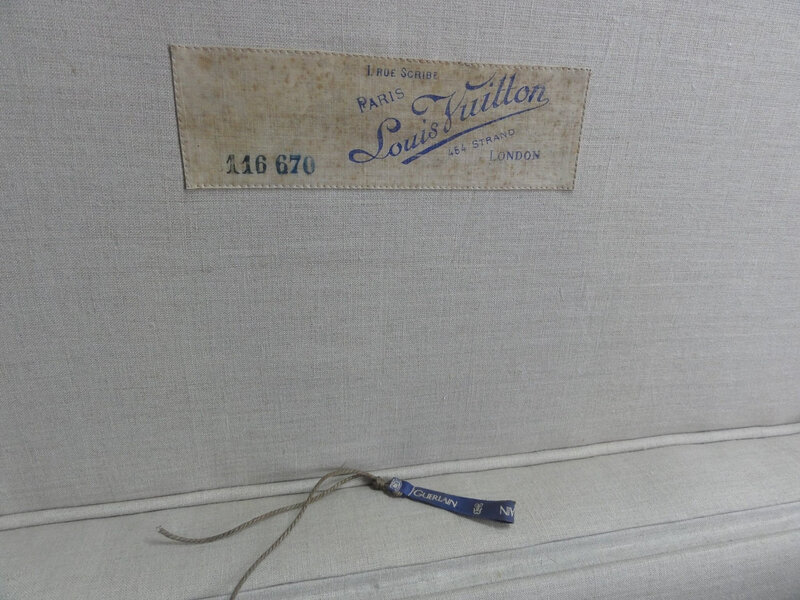 1 RUE SCRIBE
PARIS
Louis Vuitton
454 STRAND
LONDON
116 670
GUERLAIN